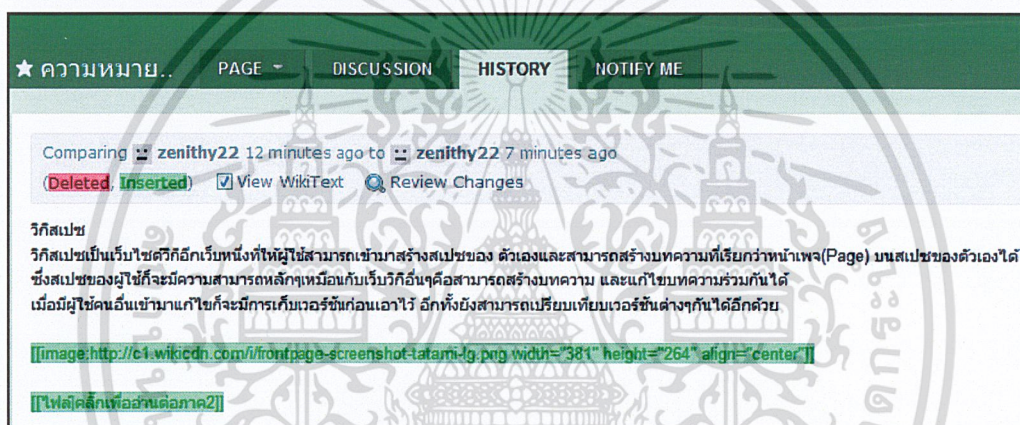 ★ ความหมาย..
PAGE
DISCUSSION
HISTORY
NOTIFY ME
Comparing zenithy22 12 minutes ago to zenithy22 7 minutes ago
(Deleted, Inserted) View WikiText Review Changes
วิกิสเปซ
วิกิสเปซเป็นเว็บไซต์วิกิอีกเว็บหนึ่งที่ให้ผู้ใช้สามารถเข้ามาสร้างสเปซของ ตัวเองและสามารถสร้างบทความที่เรียกว่าหน้าเพจ(Page) บนสเปซของตัวเองได้
ซึ่งสเปซของผู้ใช้ก็จะมีความสามารถหลักๆเหมือนกับเว็บวิกิอื่นๆคือสามารถสร้างบทความ และแก้ไขบทความร่วมกันได้
เมื่อมีผู้ใช้คนอื่นเข้ามาแก้ไขก็จะมีการเก็บเวอร์ชันก่อนเอาไว้ อีกทั้งยังสามารถเปรียบเทียบเวอร์ชันต่างๆกันได้อีกด้วย
[[image:http://c1.wikicdn.com/i/frontpage-screenshot-tatami-lg.png width="381" height="264" align="center"]]
[["ไฟล์|คลิกเพื่ออ่านต่อภาค2]]